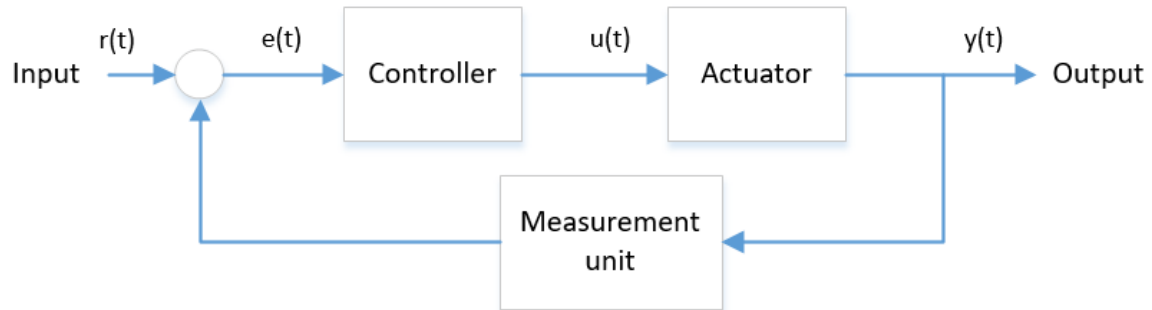 r(t)
e(t)
u(t)
y(t)
Input
Controller
Actuator
Output
Measurement
unit